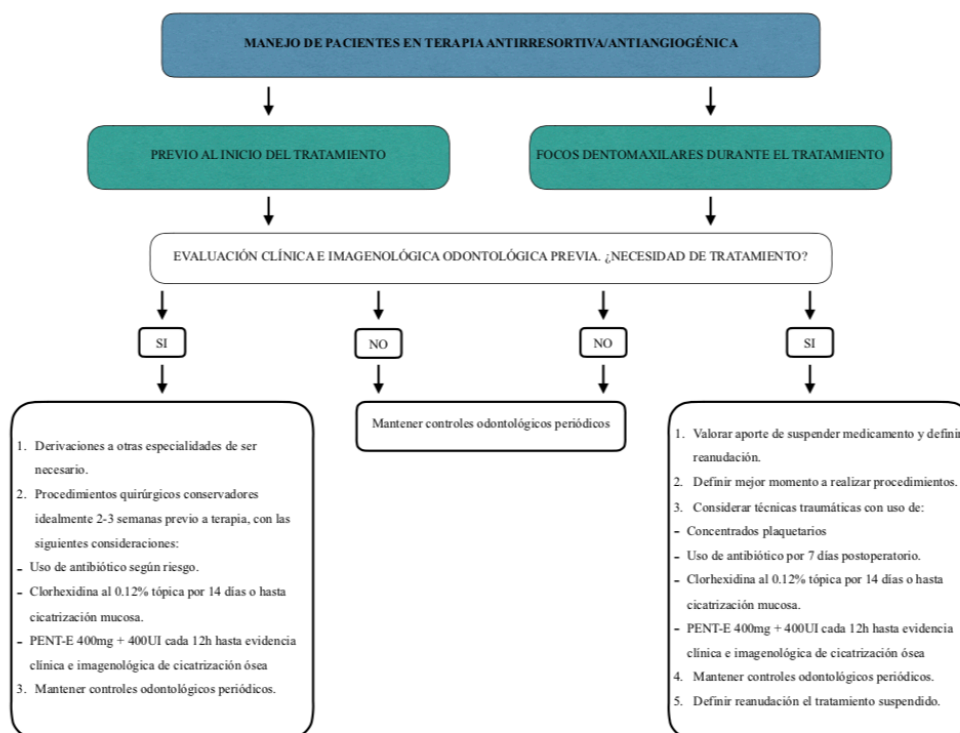 MANEJO DE PACIENTES EN TERAPIA ANTIRRESORTIVA/ANTIANGIOGÉNICA
PREVIO AL INICIO DEL TRATAMIENTO
FOCOS DENTOMAXILARES DURANTE EL TRATAMIENTO
EVALUACIÓN CLÍNICA E IMAGENOLÓGICA ODONTOLÓGICA PREVIA. ¿NECESIDAD DE TRATAMIENTO?
SI
NO
NO
SI
1. Derivaciones a otras especialidades de ser
necesario.
2. Procedimientos quirúrgicos conservadores
idealmente 2-3 semanas previo a terapia, con las
siguientes consideraciones:
- Uso de antibiótico según riesgo.
- Clorhexidina al 0.12% tópica por 14 días o hasta
cicatrización mucosa.
- PENT-E 400mg + 400UI cada 12h hasta evidencia
clínica e imagenológica de cicatrización ósea
3. Mantener controles odontológicos periódicos.
Mantener controles odontológicos periódicos
1. Valorar aporte de suspender medicamento y definir
reanudación.
2. Definir mejor momento a realizar procedimientos.
3. Considerar técnicas traumáticas con uso de:
- Concentrados plaquetarios
- Uso de antibiótico por 7 días postoperatorio.
- Clorhexidina al 0.12% tópica por 14 días o hasta
cicatrización mucosa.
- PENT-E 400mg + 400UI cada 12h hasta evidencia
clínica e imagenológica de cicatrización ósea
4. Mantener controles odontológicos periódicos.
5. Definir reanudación el tratamiento suspendido.